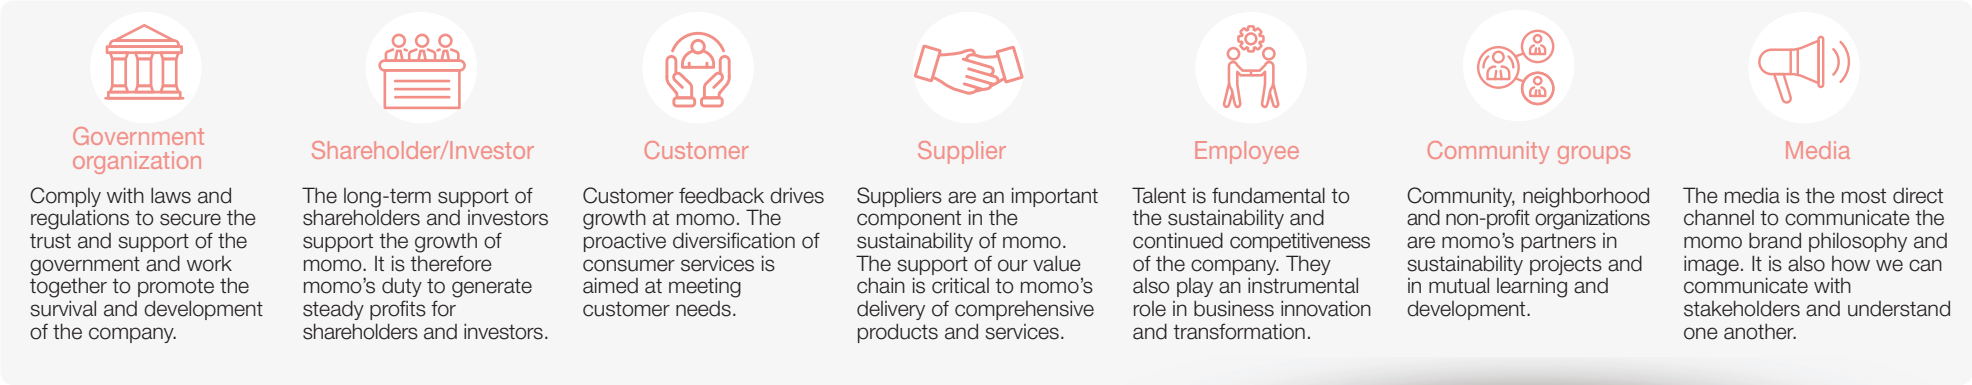 Government
organization
Comply with laws and
regulations to secure the
trust and support of the
government and work
together to promote the
survival and development
of the company.
Shareholder/Investor
The long-term support of
shareholders and investors
support the growth of
momo. It is therefore
momo’s duty to generate
steady profits for
shareholders and investors.
Customer
Customer feedback drives
growth at momo. The
proactive diversification of
consumer services is
aimed at meeting
customer needs.
Supplier
Suppliers are an important
component in the
sustainability of momo.
The support of our value
chain is critical to momo’s
delivery of comprehensive
products and services.
Employee
Talent is fundamental to
the sustainability and
continued competitiveness
of the company. They
also play an instrumental
role in business innovation
and transformation.
Community groups
Community, neighborhood
and non-profit organizations
are momo’s partners in
sustainability projects and
in mutual learning and
development.
Media
The media is the most direct
channel to communicate the
momo brand philosophy and
image. It is also how we can
communicate with
stakeholders and understand
one another.